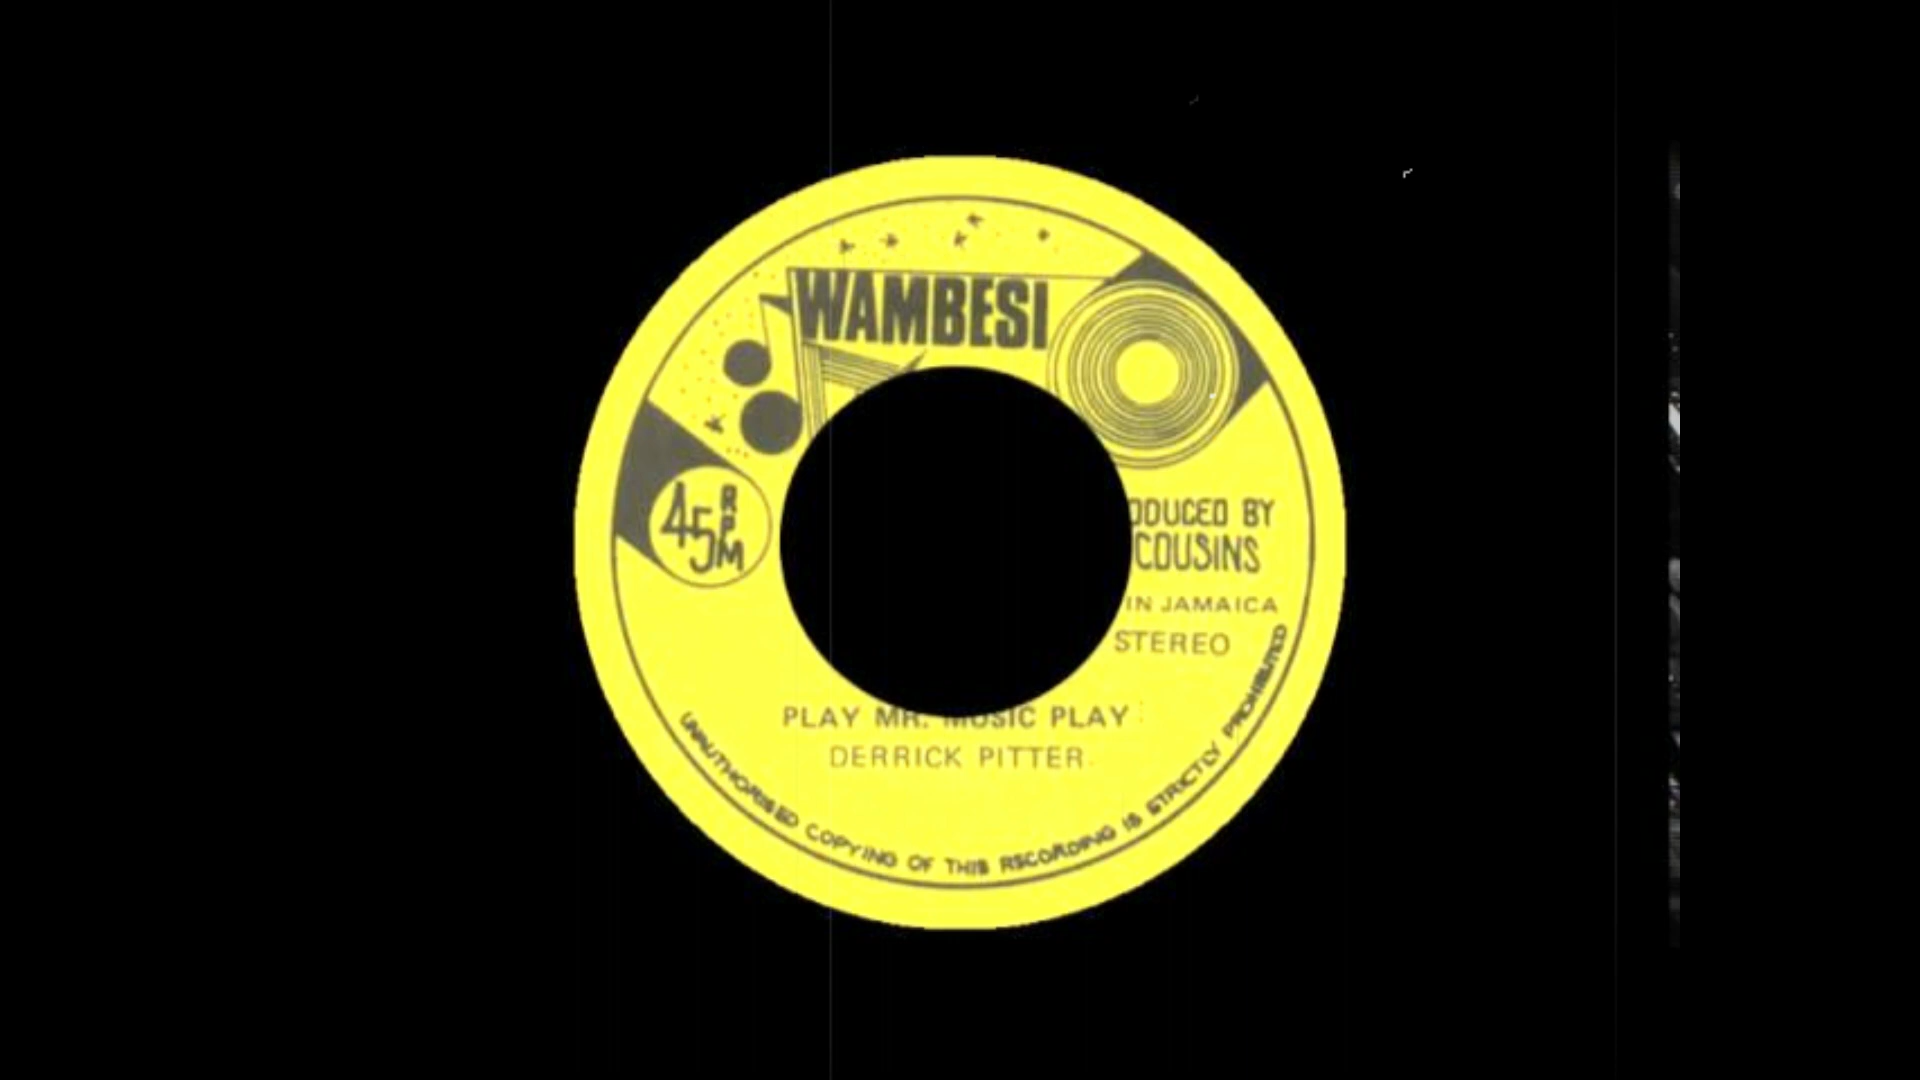 WAMBESI
45 RPM
ODUCED BY
COUSINS
IN JAMAICA
STEREO
PLAY MR. MUSIC PLAY
DERRICK PITTER
UNAUTHORISED COPYING OF THIS RECORDING IS STRICTLY PROHIBITED